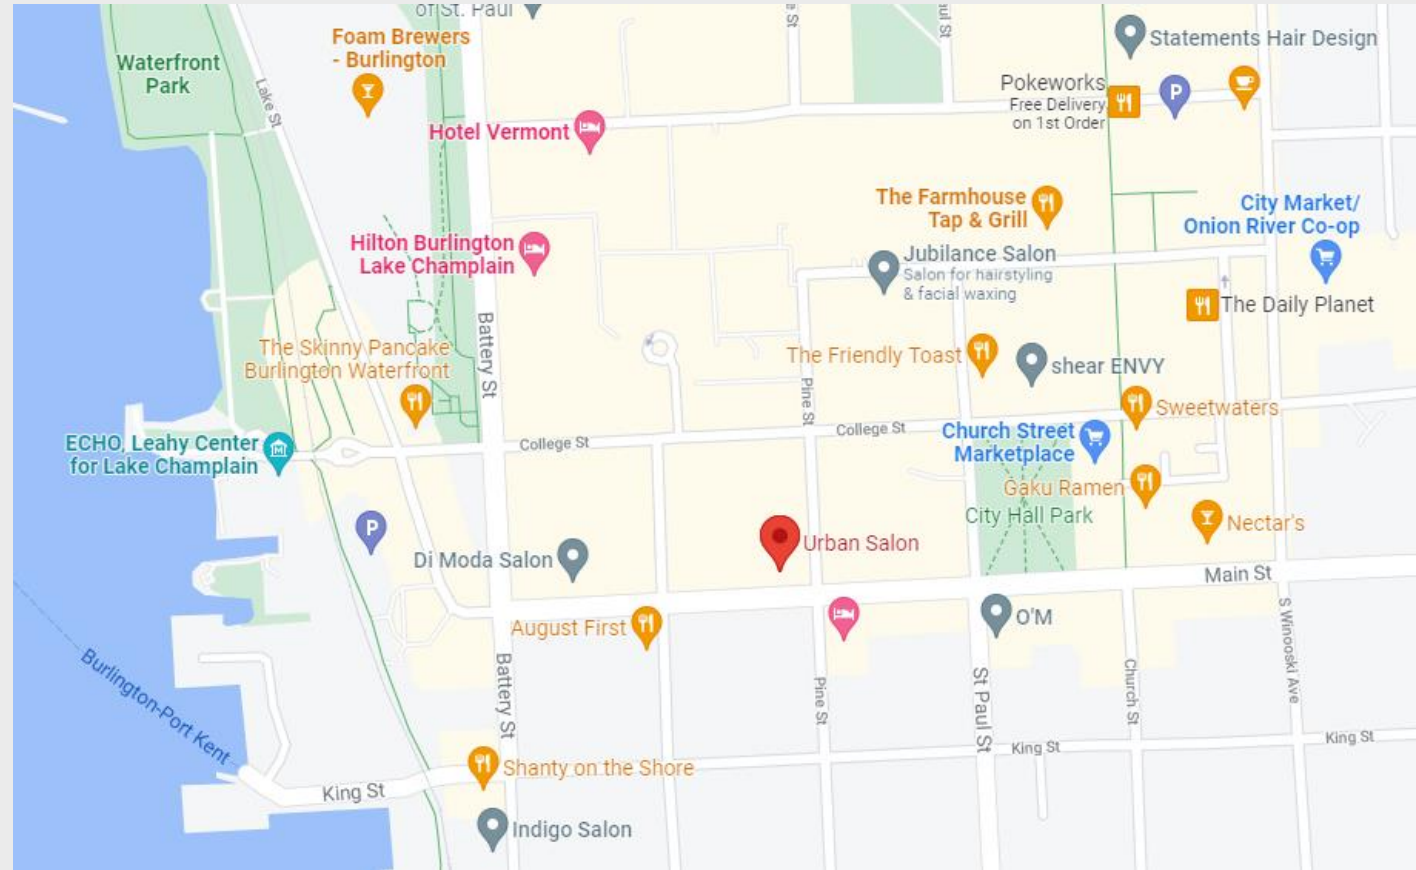 of St. Paul
e St
ul St
Foam Brewers
- Burlington
Statements Hair Design
Waterfront
Park
Lake St
Pokeworks
Free Delivery
on 1st Order
P
Hotel Vermont
The Farmhouse
Tap & Grill
City Market/
Onion River Co-op
Hilton Burlington
Lake Champlain
Jubilance Salon
Salon for hairstyling
& facial waxing
The Daily Planet
Battery St
The Skinny Pancake
Burlington Waterfront
The Friendly Toast
shear ENVY
Pine St
Sweetwaters
ECHO, Leahy Center
for Lake Champlain
College St
College St
Church Street
Marketplace
Gaku Ramen
City Hall Park
P
Nectar's
Urban Salon
Di Moda Salon
Main St
August First
O'M
S Winooski Ave
Burlington-Port Kent
Battery St
Pine St
St Paul St
Church St
King St
King St
Shanty on the Shore
King St
Indigo Salon